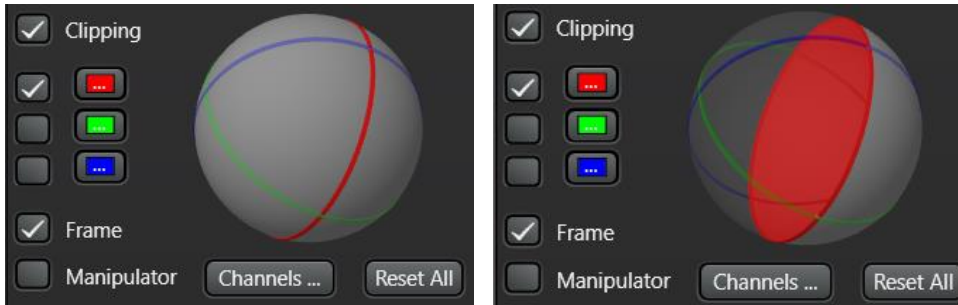 Clipping
...
...
...
Frame
Manipulator
Channels ...
Reset All
Clipping
...
...
...
Frame
Manipulator
Channels ...
Reset All